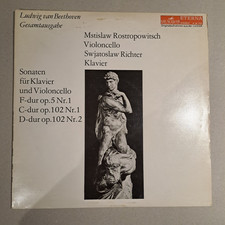 Ludwig van Beethoven
Gesamtausgabe
ETERNA
Mstislaw Rostropowitsch
Violoncello
Swjatoslaw Richter
Klavier
Sonaten
für Klavier
und Violoncello
F-dur op.5 Nr.1
C-dur op.102 Nr.1
D-dur op.102 Nr.2